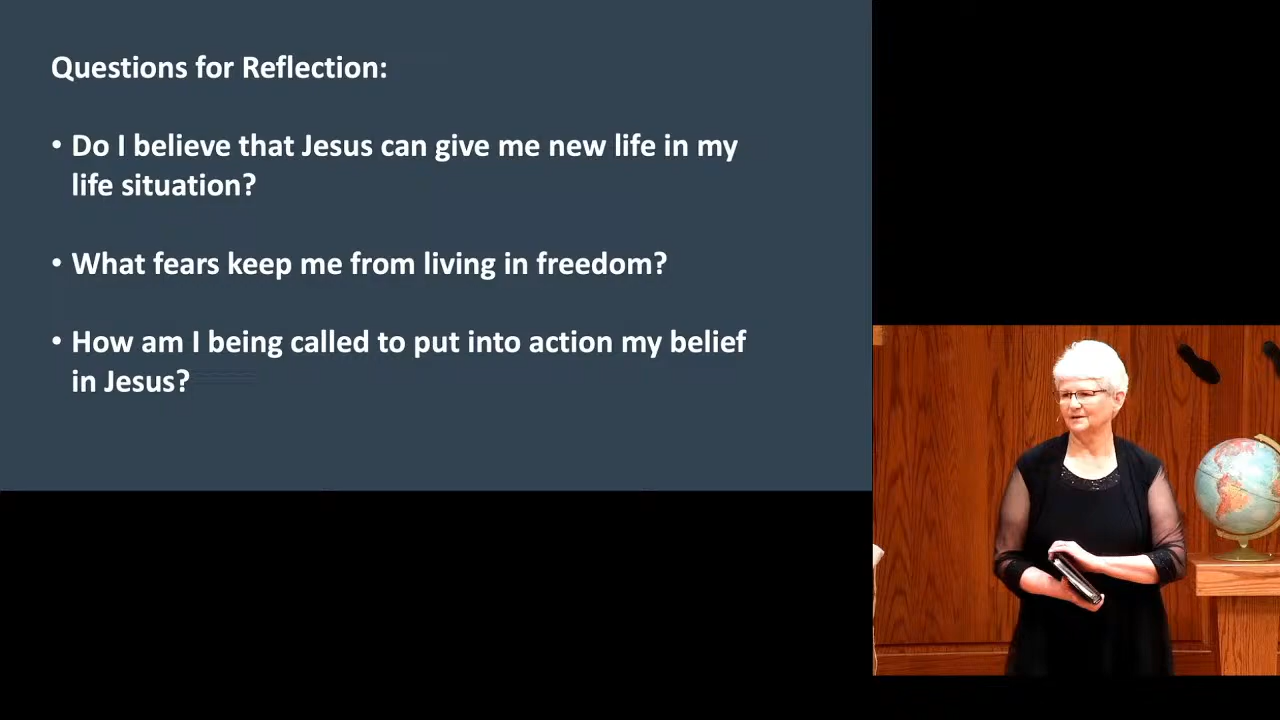 Questions for Reflection:
• Do I believe that Jesus can give me new life in my
life situation?
• What fears keep me from living in freedom?
• How am I being called to put into action my belief
in Jesus?